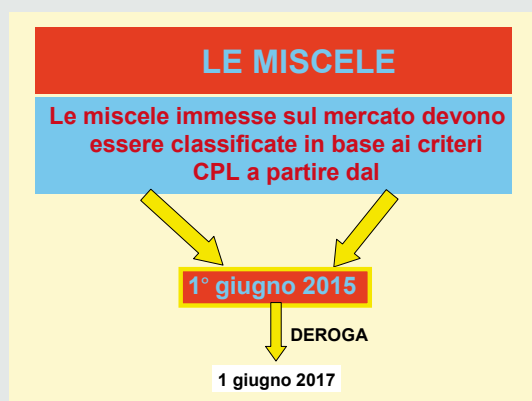 LE MISCELE
Le miscele immesse sul mercato devono
essere classificate in base ai criteri
CPL a partire dal
1° giugno 2015
DEROGA
1 giugno 2017